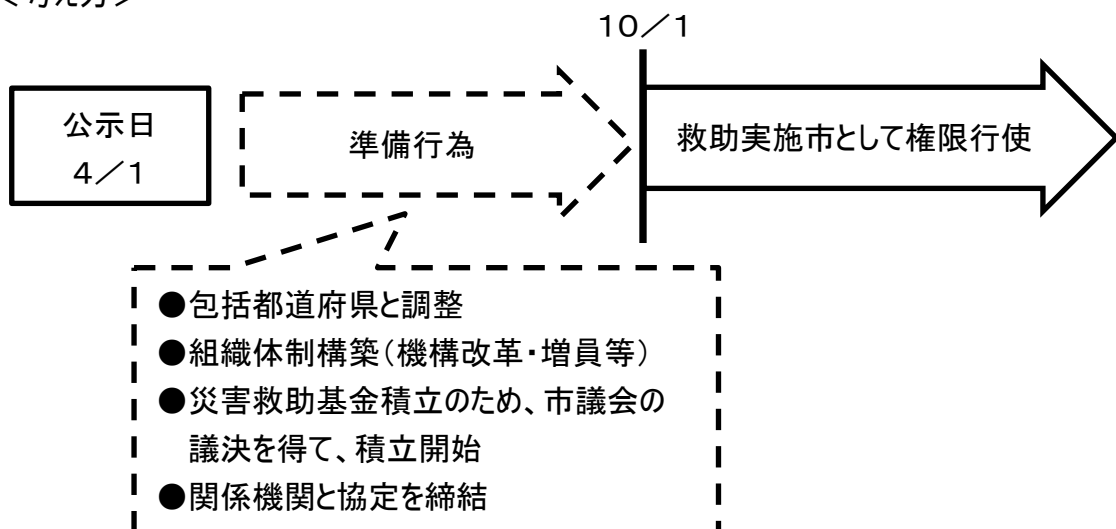 <考え方>
10/1
公示日
4/1
準備行為
救助実施市として権限行使
●包括都道府県と調整
●組織体制構築(機構改革・増員等)
●災害救助基金積立のため、市議会の
議決を得て、積立開始
●関係機関と協定を締結